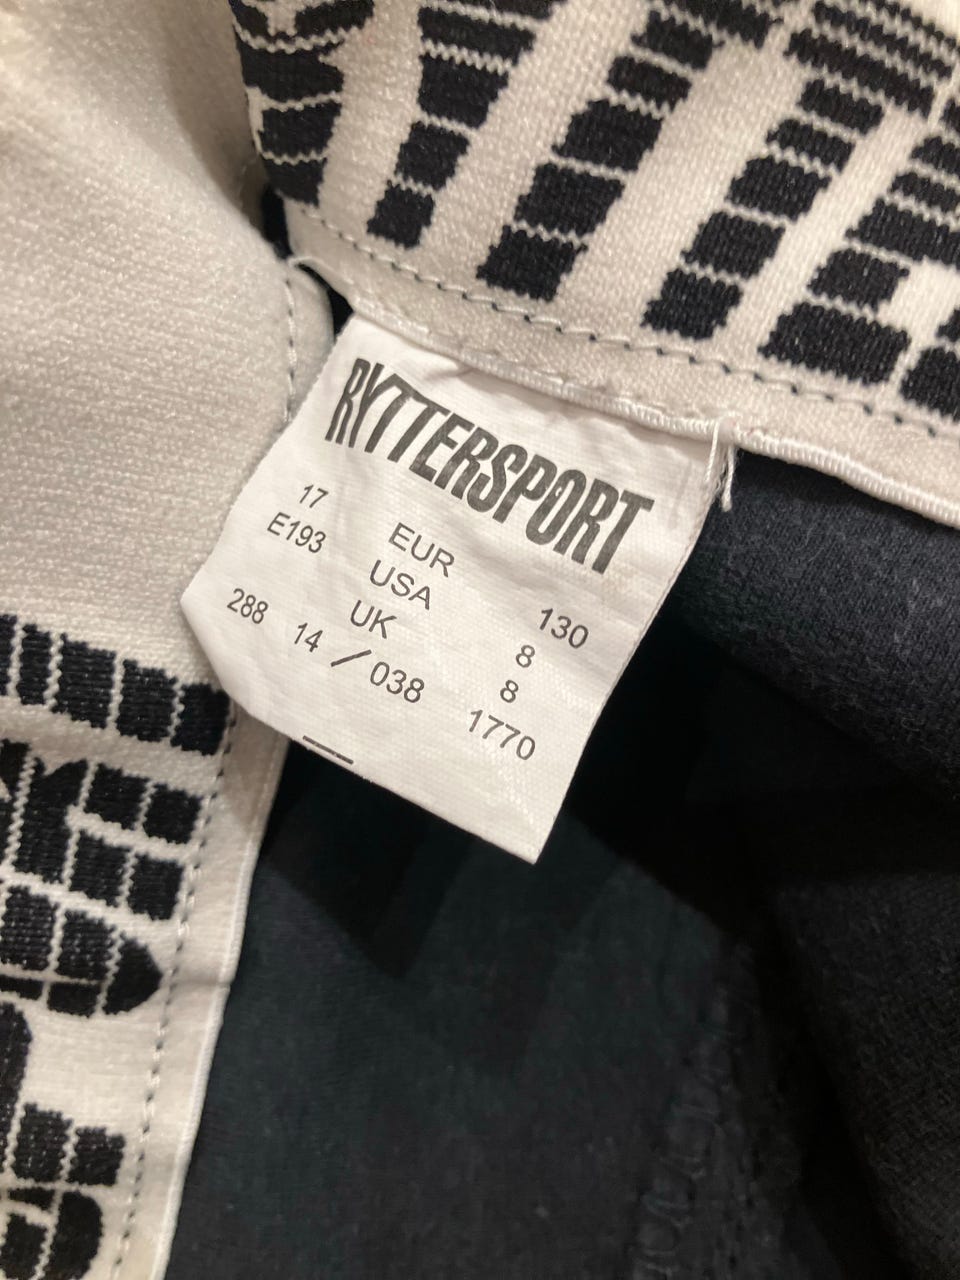 RYTTERSPORT
17 EUR 130
E193 USA 8
UK 8
288 14 / 038 1770